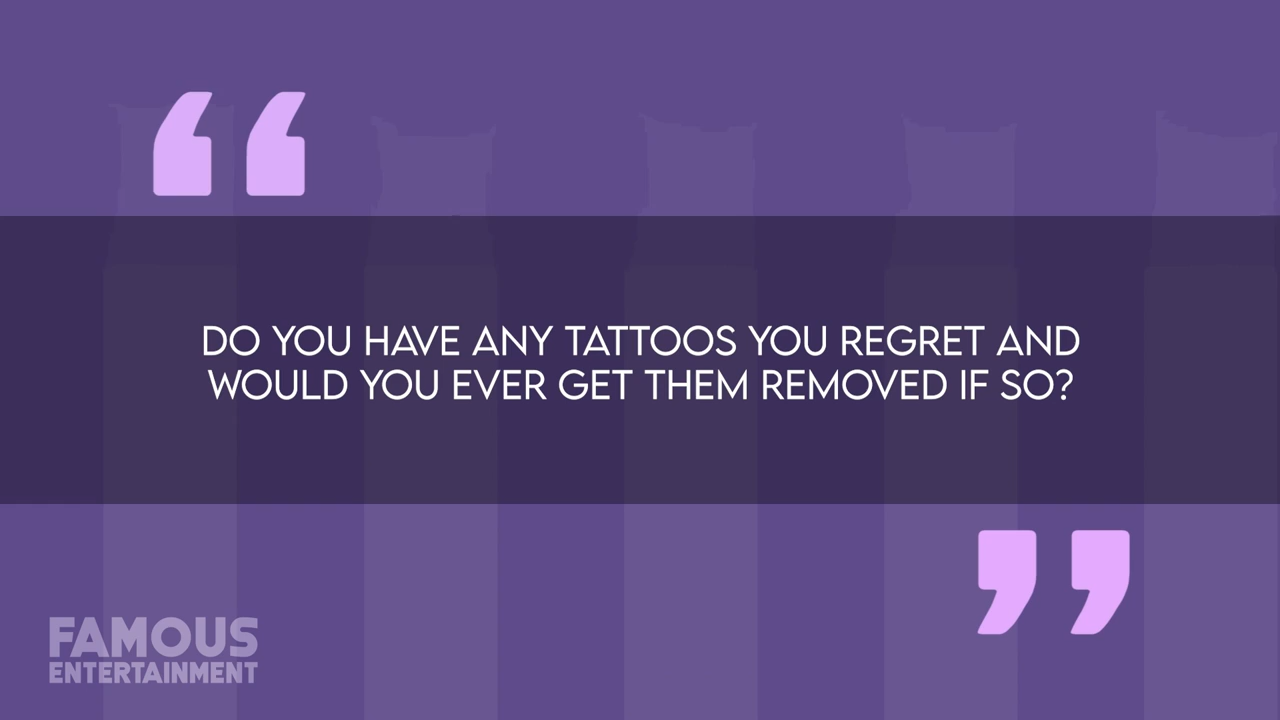 “
DO YOU HAVE ANY TATTOOS YOU REGRET AND
WOULD YOU EVER GET THEM REMOVED IF SO?
”
FAMOUS
ENTERTAINMENT